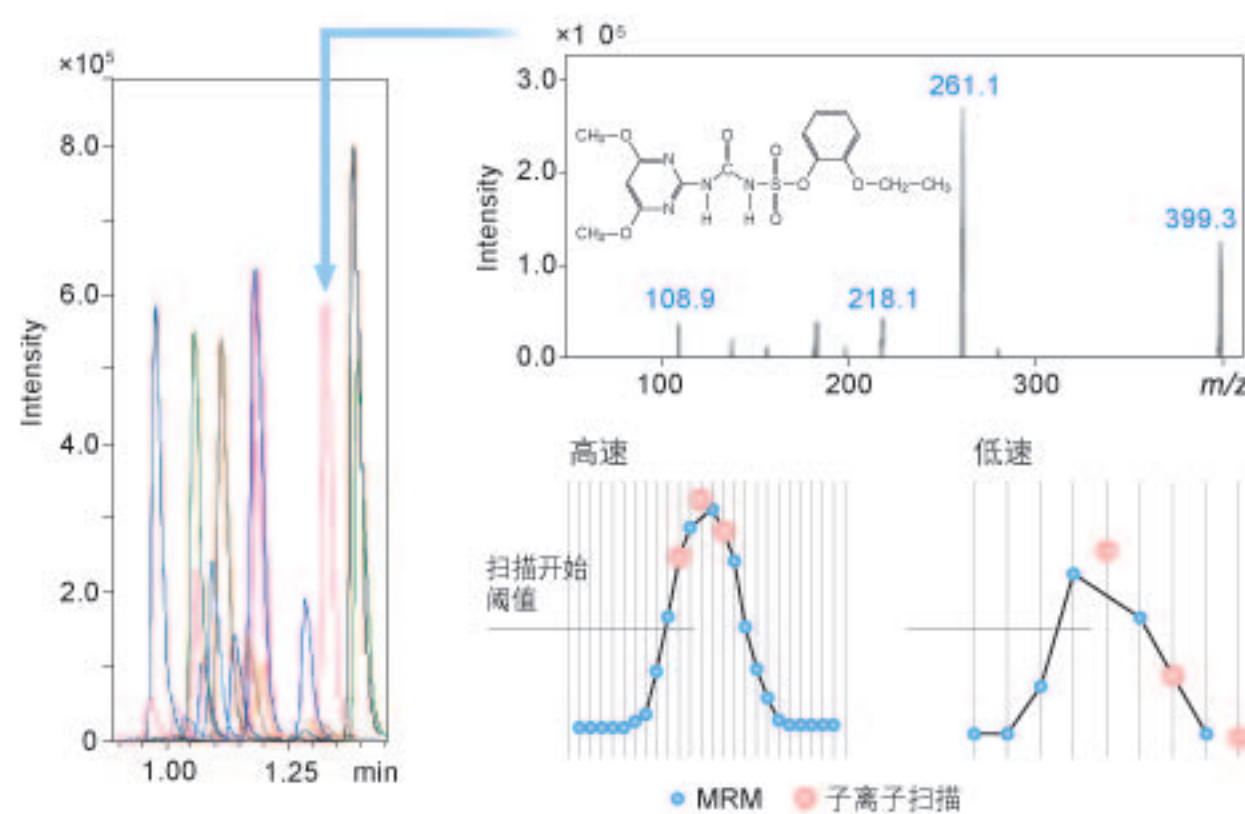 ×10⁵
8.0
6.0
4.0
2.0
0
Intensity
1.00
1.25
min
×1 0⁵
3.0
2.0
1.0
0.0
Intensity
261.1
399.3
108.9
218.1
CH₃
O
N
N
CH₃
O
N
H
O
C
N
H
O
S
O
O
O
CH₂
CH₃
100
200
300
m/z
高速
低速
扫描开始
阈值
MRM
子离子扫描